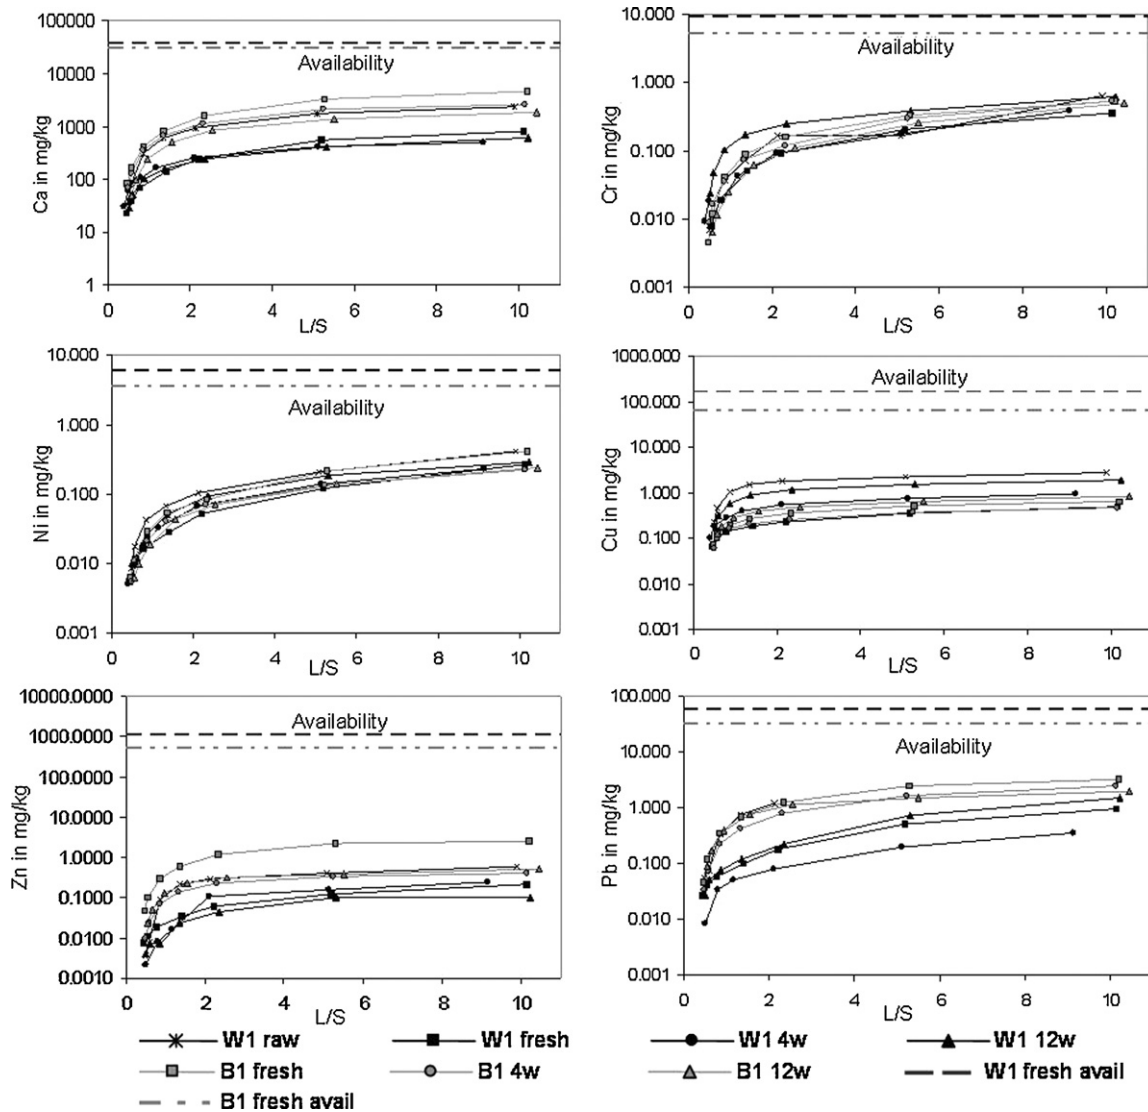 100000
10000
1000
100
10
1
Ca in mg/kg
Availability
0 2 4 6 8 10
L/S
10.000
1.000
0.100
0.010
0.001
Cr in mg/kg
Availability
0 2 4 6 8 10
L/S
10.000
1.000
0.100
0.010
0.001
Ni in mg/kg
Availability
0 2 4 6 8 10
L/S
1000.000
100.000
10.000
1.000
0.100
0.010
0.001
Cu in mg/kg
Availability
0 2 4 6 8 10
L/S
10000.0000
1000.0000
100.0000
10.0000
1.0000
0.1000
0.0100
0.0010
Zn in mg/kg
Availability
0 2 4 6 8 10
L/S
100.000
10.000
1.000
0.100
0.010
0.001
Pb in mg/kg
Availability
0 2 4 6 8 10
L/S
W1 raw W1 fresh W1 4w W1 12w
B1 fresh B1 4w B1 12w W1 fresh avail
B1 fresh avail